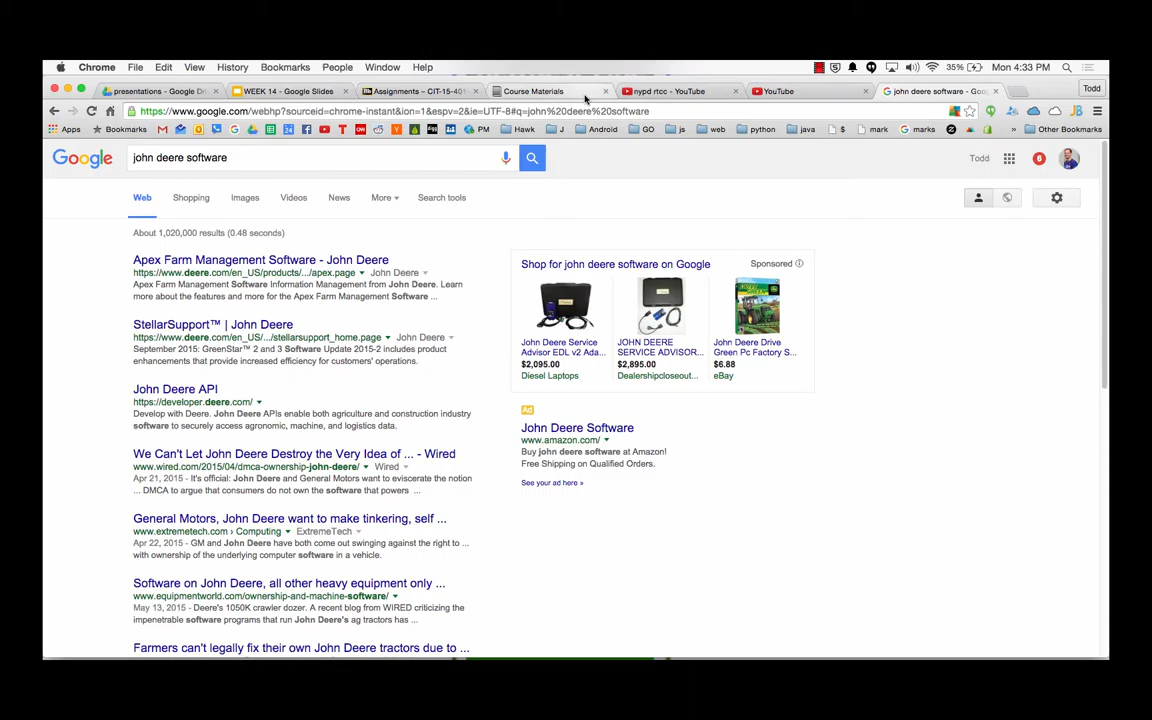 Chrome File Edit View History Bookmarks People Window Help 35% Mon 4:33 PM
presentations - Google Dri WEEK 14 - Google Slides Assignments – CIT-15-401 Course Materials nypd rtcc - YouTube YouTube john deere software - Goo Todd
https://www.google.com/webhp?sourceid=chrome-instant&ion=1&espv=2&ie=UTF-8#q=john%20deere%20software
Apps Bookmarks PM Hawk J Android GO js web python java $ mark marks » Other Bookmarks
Google john deere software Todd 6
Web Shopping Images Videos News More Search tools
About 1,020,000 results (0.48 seconds)
Apex Farm Management Software - John Deere
https://www.deere.com/en_US/products/.../apex.page John Deere
Apex Farm Management Software Information Management from John Deere. Learn
more about the features and more for the Apex Farm Management Software ...
StellarSupport™ | John Deere
https://www.deere.com/en_US/.../stellarsupport_home.page John Deere
September 2015: GreenStar™ 2 and 3 Software Update 2015-2 includes product
enhancements that provide increased efficiency for customers' operations.
John Deere API
https://developer.deere.com/
Develop with Deere. John Deere APIs enable both agriculture and construction industry
software to securely access agronomic, machine, and logistics data.
We Can't Let John Deere Destroy the Very Idea of ... - Wired
www.wired.com/2015/04/dmca-ownership-john-deere/ Wired
Apr 21, 2015 - It's official: John Deere and General Motors want to eviscerate the notion
... DMCA to argue that consumers do not own the software that powers ...
General Motors, John Deere want to make tinkering, self ...
www.extremetech.com › Computing ExtremeTech
Apr 22, 2015 - GM and John Deere have both come out swinging against the right to ...
with ownership of the underlying computer software in a vehicle.
Software on John Deere, all other heavy equipment only ...
www.equipmentworld.com/ownership-and-machine-software/
May 13, 2015 - Deere's 1050K crawler dozer. A recent blog from WIRED criticizing the
impenetrable software programs that run John Deere's ag tractors has ...
Farmers can't legally fix their own John Deere tractors due to ...
Shop for john deere software on Google Sponsored
John Deere Service
Advisor EDL v2 Ada...
$2,095.00
Diesel Laptops
JOHN DEERE
SERVICE ADVISOR...
$2,895.00
Dealershipcloseout...
John Deere Drive
Green Pc Factory S...
$6.88
eBay
Ad
John Deere Software
www.amazon.com/
Buy john deere software at Amazon!
Free Shipping on Qualified Orders.
See your ad here »